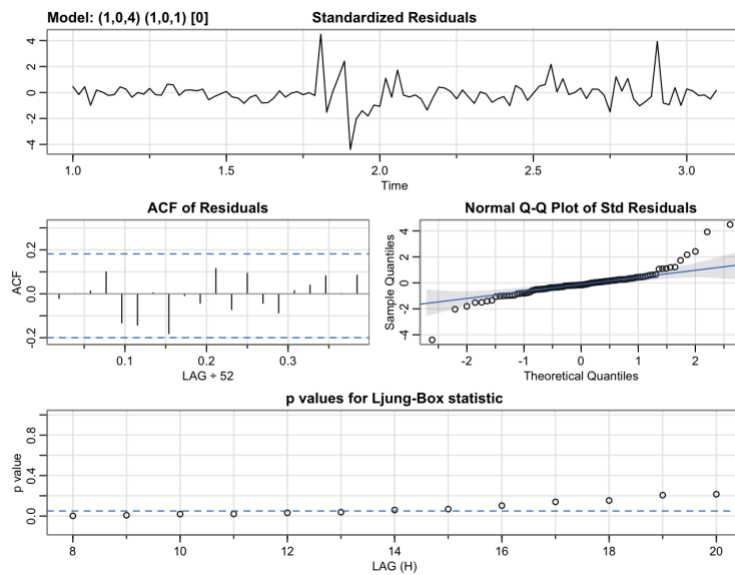 Model: (1,0,4) (1,0,1) [0] Standardized Residuals
4
2
0
-2
-4
1.0 1.5 2.0 2.5 3.0
Time
ACF of Residuals
ACF
0.2
0.0
-0.2
0.1 0.2 0.3
LAG ÷ 52
Normal Q-Q Plot of Std Residuals
Sample Quantiles
4
2
0
-2
-4
-2 -1 0 1 2
Theoretical Quantiles
p values for Ljung-Box statistic
p value
0.8
0.4
0.0
8 10 12 14 16 18 20
LAG (H)